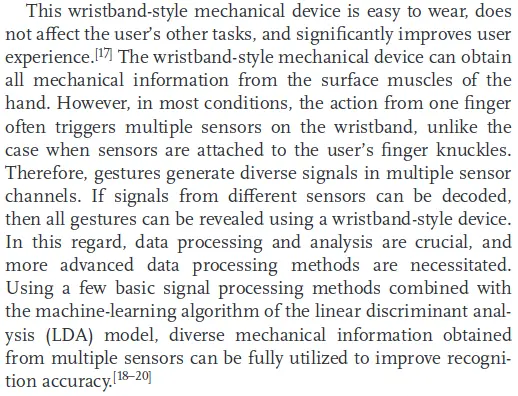 This wristband-style mechanical device is easy to wear, does
not affect the user's other tasks, and significantly improves user
experience.[17] The wristband-style mechanical device can obtain
all mechanical information from the surface muscles of the
hand. However, in most conditions, the action from one finger
often triggers multiple sensors on the wristband, unlike the
case when sensors are attached to the user's finger knuckles.
Therefore, gestures generate diverse signals in multiple sensor
channels. If signals from different sensors can be decoded,
then all gestures can be revealed using a wristband-style device.
In this regard, data processing and analysis are crucial, and
more advanced data processing methods are necessitated.
Using a few basic signal processing methods combined with
the machine-learning algorithm of the linear discriminant anal-
ysis (LDA) model, diverse mechanical information obtained
from multiple sensors can be fully utilized to improve recogni-
tion accuracy.[18–20]